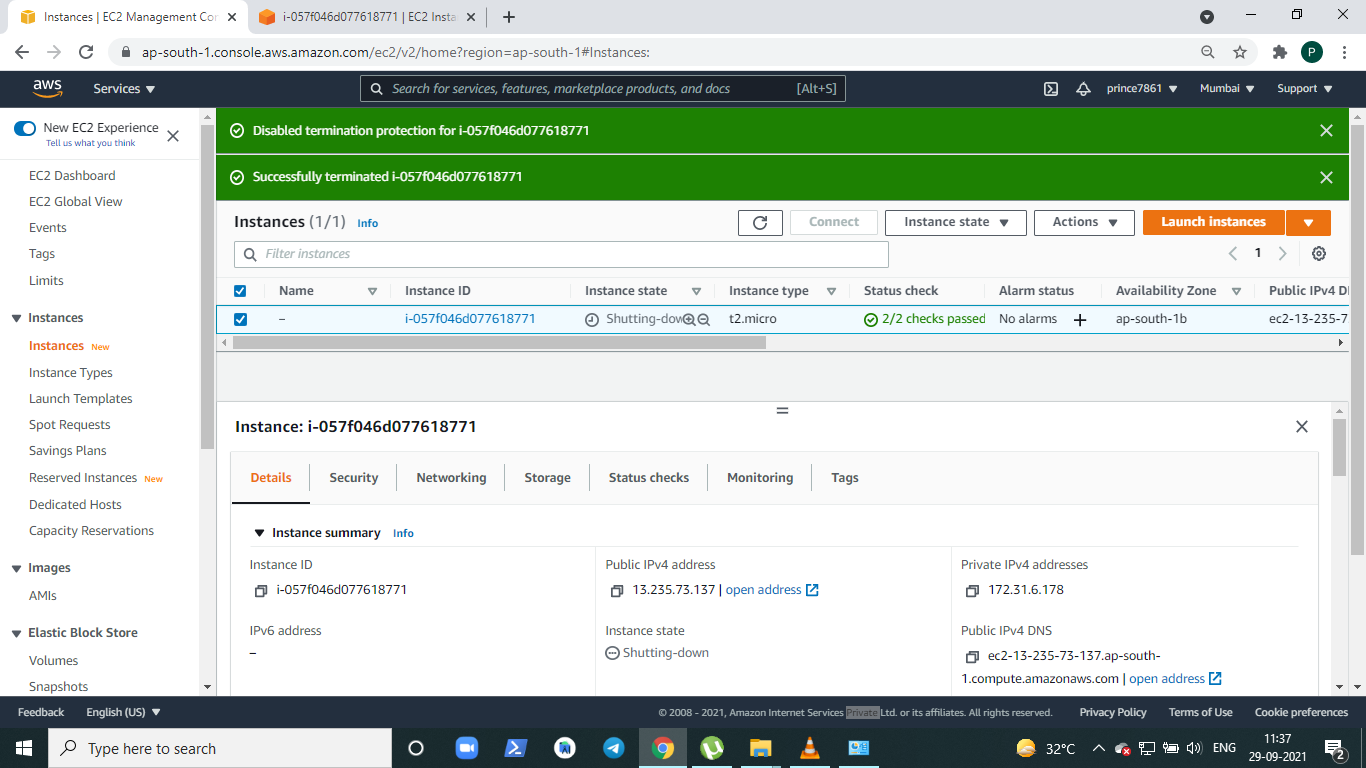 Instances | EC2 Management Con
i-057f046d077618771 | EC2 Insta
ap-south-1.console.aws.amazon.com/ec2/v2/home?region=ap-south-1#Instances:
P
aws
Services
Search for services, features, marketplace products, and docs
[Alt+S]
prince7861
Mumbai
Support
New EC2 Experience
Tell us what you think
EC2 Dashboard
EC2 Global View
Events
Tags
Limits
Instances
Instances New
Instance Types
Launch Templates
Spot Requests
Savings Plans
Reserved Instances New
Dedicated Hosts
Capacity Reservations
Images
AMIs
Elastic Block Store
Volumes
Snapshots
Disabled termination protection for i-057f046d077618771
Successfully terminated i-057f046d077618771
Instances (1/1) Info
Connect
Instance state
Actions
Launch instances
Filter instances
1
Name
Instance ID
Instance state
Instance type
Status check
Alarm status
Availability Zone
Public IPv4 D
–
i-057f046d077618771
Shutting-dow
t2.micro
2/2 checks passed
No alarms
ap-south-1b
ec2-13-235-7
Instance: i-057f046d077618771
Details
Security
Networking
Storage
Status checks
Monitoring
Tags
Instance summary Info
Instance ID
i-057f046d077618771
Public IPv4 address
13.235.73.137 | open address
Private IPv4 addresses
172.31.6.178
IPv6 address
–
Instance state
Shutting-down
Public IPv4 DNS
ec2-13-235-73-137.ap-south-
1.compute.amazonaws.com | open address
Feedback
English (US)
© 2008 - 2021, Amazon Internet Services Private Ltd. or its affiliates. All rights reserved.
Privacy Policy
Terms of Use
Cookie preferences
Type here to search
32°C
ENG
11:37
29-09-2021
2